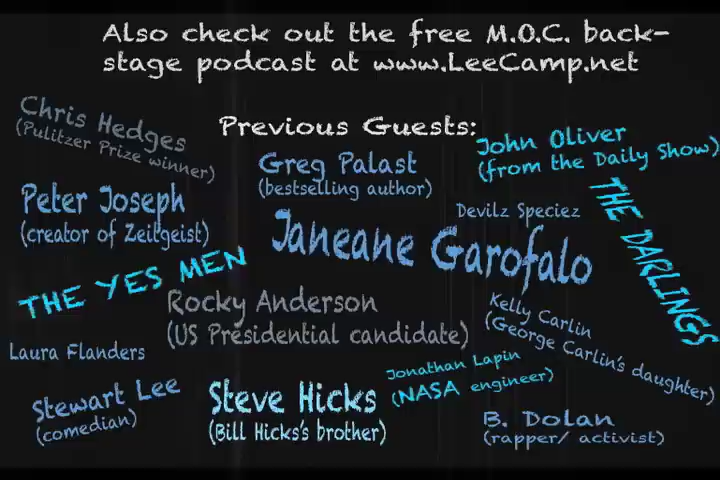 Also check out the free M.O.C. back-
stage podcast at www.LeeCamp.net
Previous Guests:
Chris Hedges
(Pulitzer Prize winner)
Greg Palast
(bestselling author)
John Oliver
(from the Daily Show)
Peter Joseph
(creator of Zeitgeist)
Janeane Garofalo
Devilz Speciez
THE DARLINGS
THE YES MEN
Rocky Anderson
(US Presidential candidate)
Kelly Carlin
(George Carlin's daughter)
Laura Flanders
Jonathan Lapin
(NASA engineer)
Stewart Lee
(comedian)
Steve Hicks
(Bill Hicks's brother)
B. Dolan
(rapper/ activist)